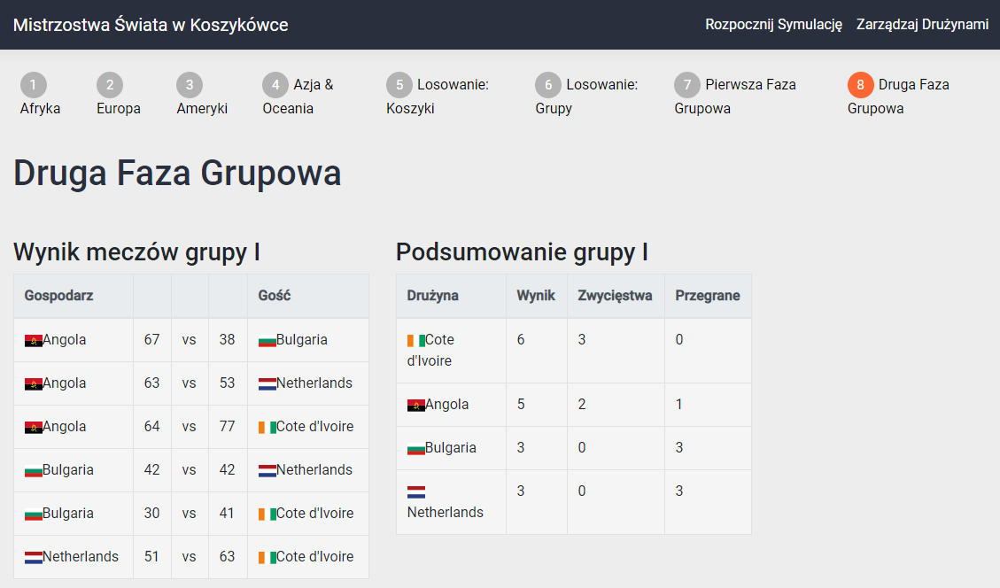 Mistrzostwa Świata w Koszykówce
Rozpocznij Symulację Zarządzaj Drużynami
1 Afryka
2 Europa
3 Ameryki
4 Azja &
Oceania
5 Losowanie:
Koszyki
6 Losowanie:
Grupy
7 Pierwsza Faza
Grupowa
8 Druga Faza
Grupowa
Druga Faza Grupowa
Wynik meczów grupy I
Gospodarz Gość
Angola 67 vs 38 Bulgaria
Angola 63 vs 53 Netherlands
Angola 64 vs 77 Cote d'Ivoire
Bulgaria 42 vs 42 Netherlands
Bulgaria 30 vs 41 Cote d'Ivoire
Netherlands 51 vs 63 Cote d'Ivoire
Podsumowanie grupy I
Drużyna Wynik Zwycięstwa Przegrane
Cote 6 3 0
d'Ivoire
Angola 5 2 1
Bulgaria 3 0 3
Netherlands 3 0 3